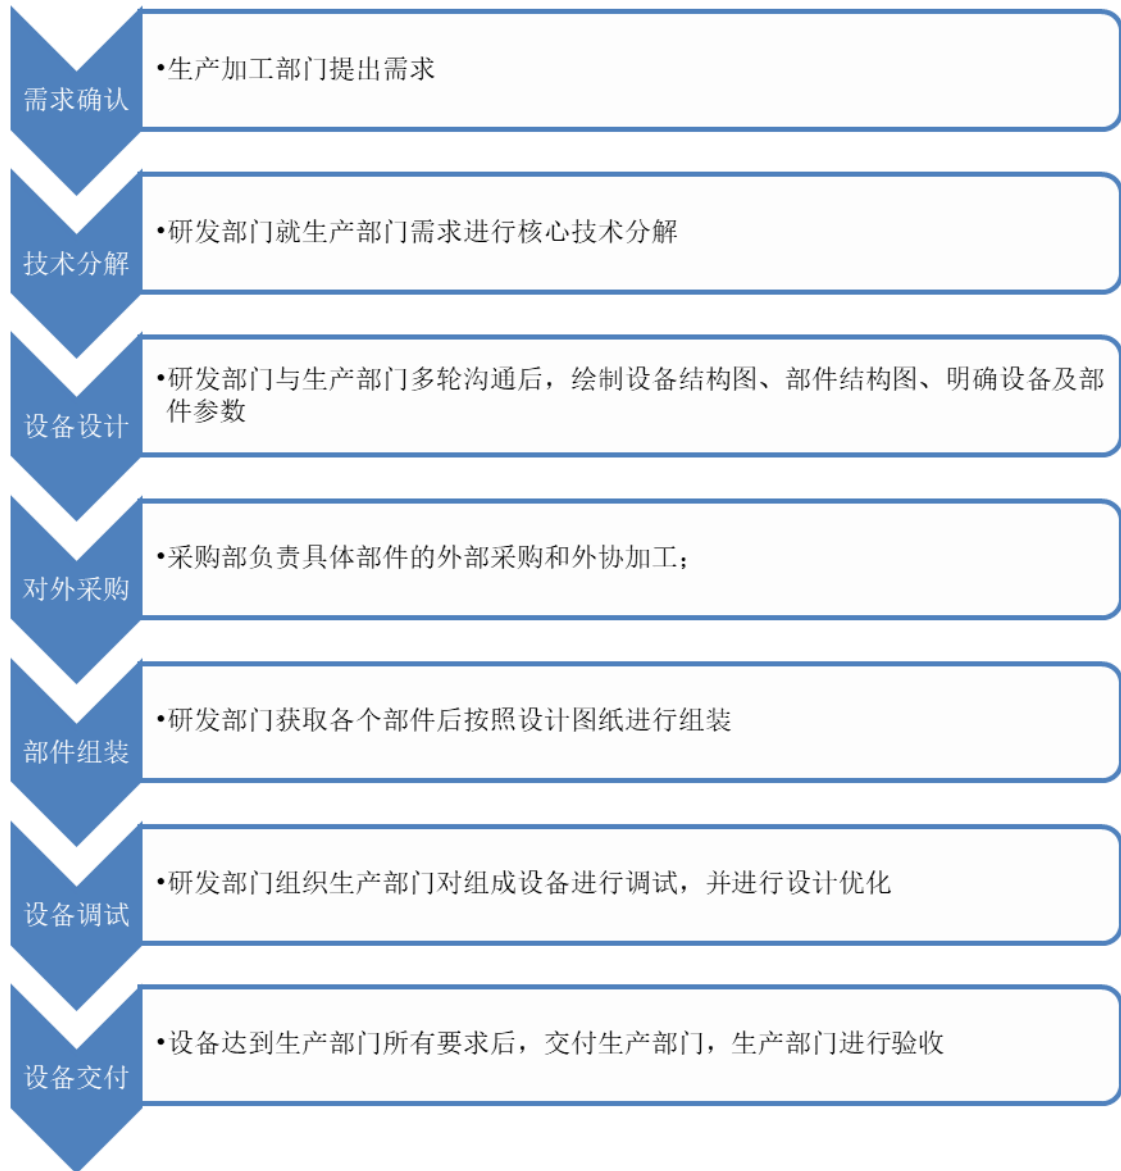 需求确认
•生产加工部门提出需求
技术分解
•研发部门就生产部门需求进行核心技术分解
设备设计
•研发部门与生产部门多轮沟通后，绘制设备结构图、部件结构图、明确设备及部
件参数
对外采购
•采购部负责具体部件的外部采购和外协加工；
部件组装
•研发部门获取各个部件后按照设计图纸进行组装
设备调试
•研发部门组织生产部门对组成设备进行调试，并进行设计优化
设备交付
•设备达到生产部门所有要求后，交付生产部门，生产部门进行验收